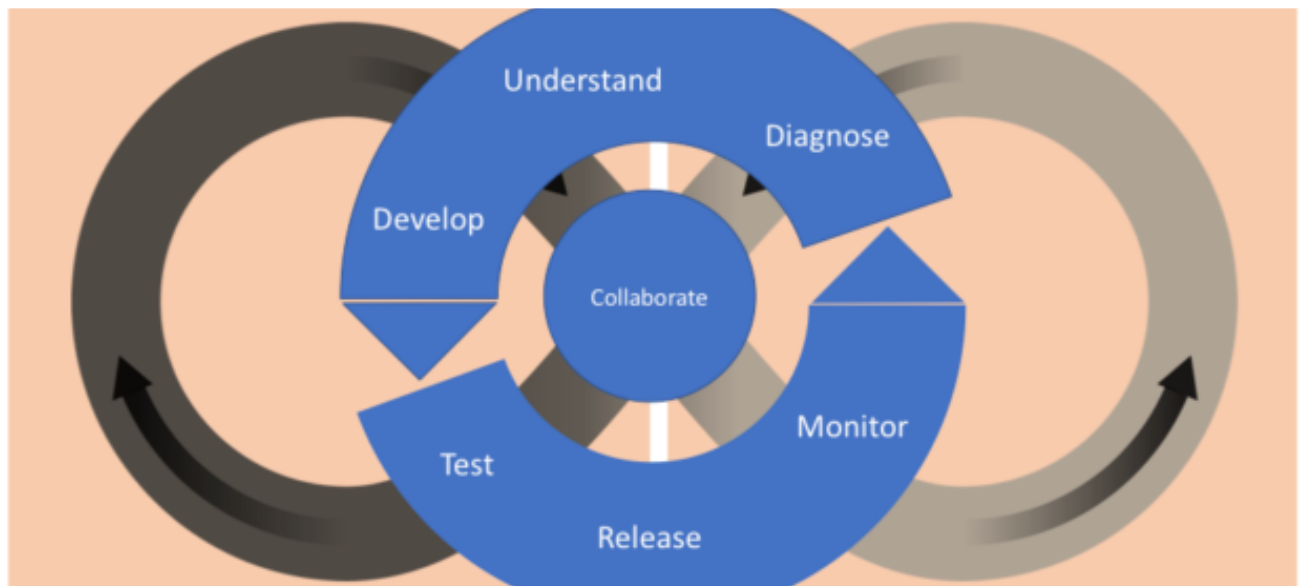 Understand
Diagnose
Develop
Collaborate
Monitor
Test
Release